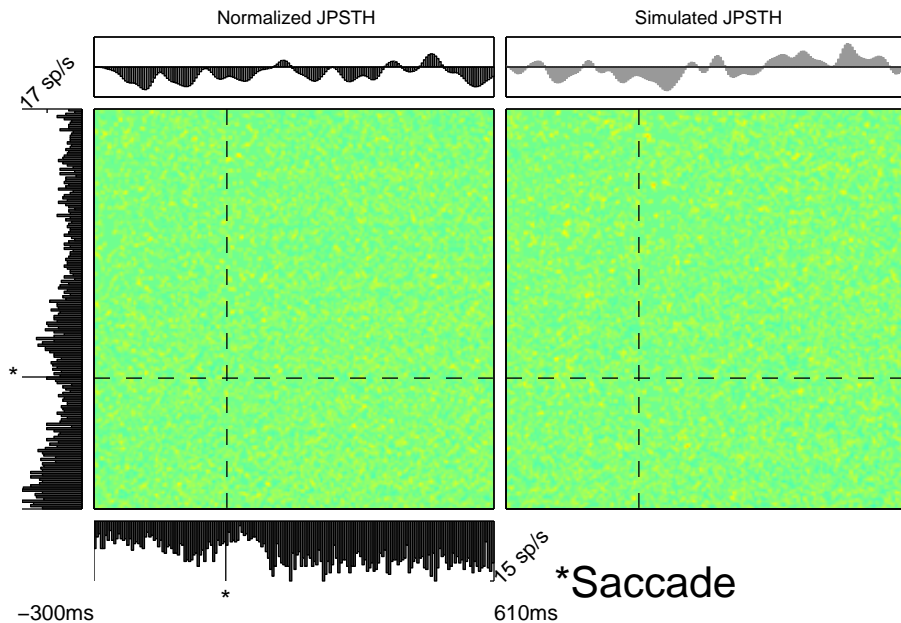 Normalized JPSTH
Simulated JPSTH
17 sp/s
*
15 sp/s
*
*Saccade
−300ms
610ms